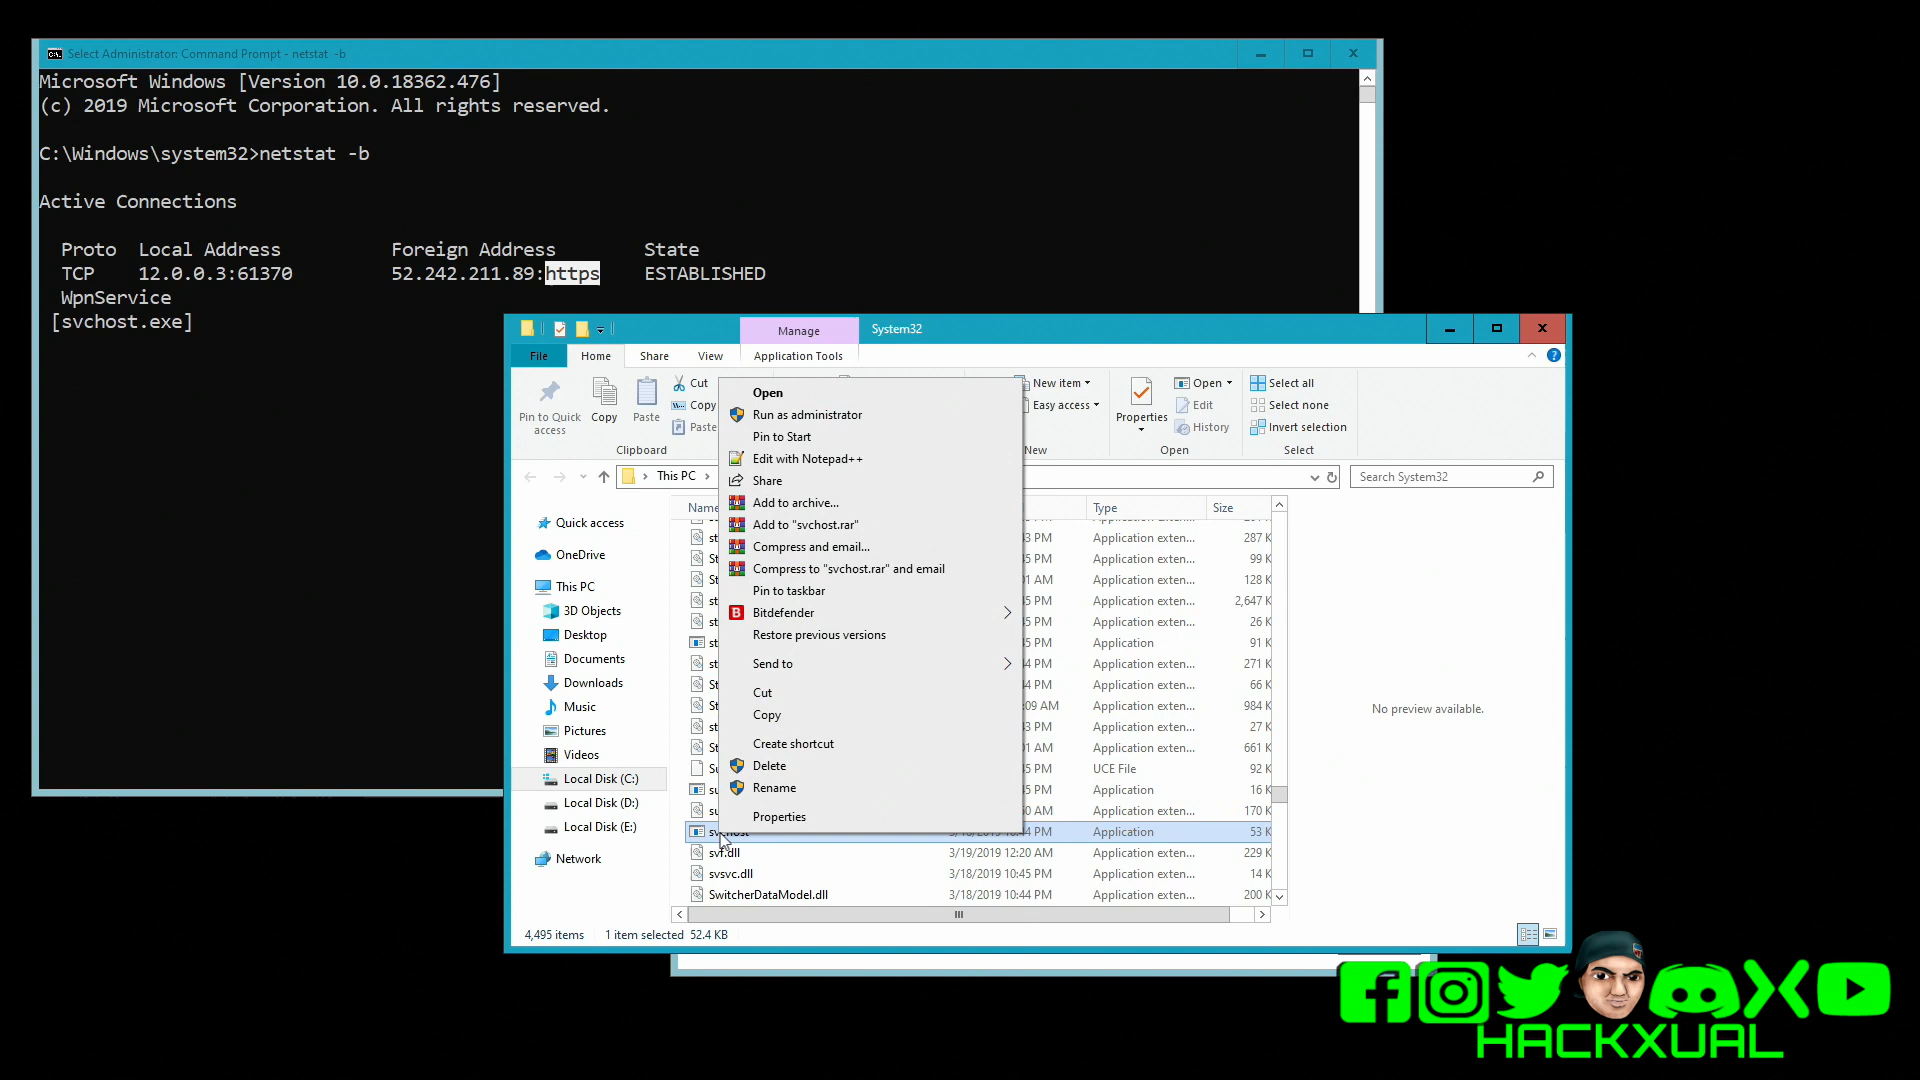 Select Administrator: Command Prompt - netstat -b
Microsoft Windows [Version 10.0.18362.476]
(c) 2019 Microsoft Corporation. All rights reserved.
C:\Windows\system32>netstat -b
Active Connections
Proto Local Address Foreign Address State
TCP 12.0.0.3:61370 52.242.211.89:https ESTABLISHED
WpnService
[svchost.exe]
Manage System32
File Home Share View Application Tools
Pin to Quick access
Copy
Paste
Cut
Copy
Paste
Clipboard
New item
Easy access
New
Properties
Open
Edit
History
Open
Select all
Select none
Invert selection
Select
This PC
Search System32
Quick access
OneDrive
This PC
3D Objects
Desktop
Documents
Downloads
Music
Pictures
Videos
Local Disk (C:)
Local Disk (D:)
Local Disk (E:)
Network
Open
Run as administrator
Pin to Start
Edit with Notepad++
Share
Add to archive...
Add to "svchost.rar"
Compress and email...
Compress to "svchost.rar" and email
Pin to taskbar
Bitdefender
Restore previous versions
Send to
Cut
Copy
Create shortcut
Delete
Rename
Properties
Name Type Size
Application exten... 287 K
Application exten... 99 K
Application exten... 128 K
Application exten... 2,647 K
Application exten... 26 K
Application 91 K
Application exten... 271 K
Application exten... 66 K
Application exten... 984 K
Application exten... 27 K
Application exten... 661 K
UCE File 92 K
Application 16 K
Application exten... 170 K
svchost Application 53 K
svf.dll 3/19/2019 12:20 AM Application exten... 229 K
svsvc.dll 3/18/2019 10:45 PM Application exten... 14 K
SwitcherDataModel.dll 3/18/2019 10:44 PM Application exten... 200 K
No preview available.
4,495 items 1 item selected 52.4 KB
HACKXUAL